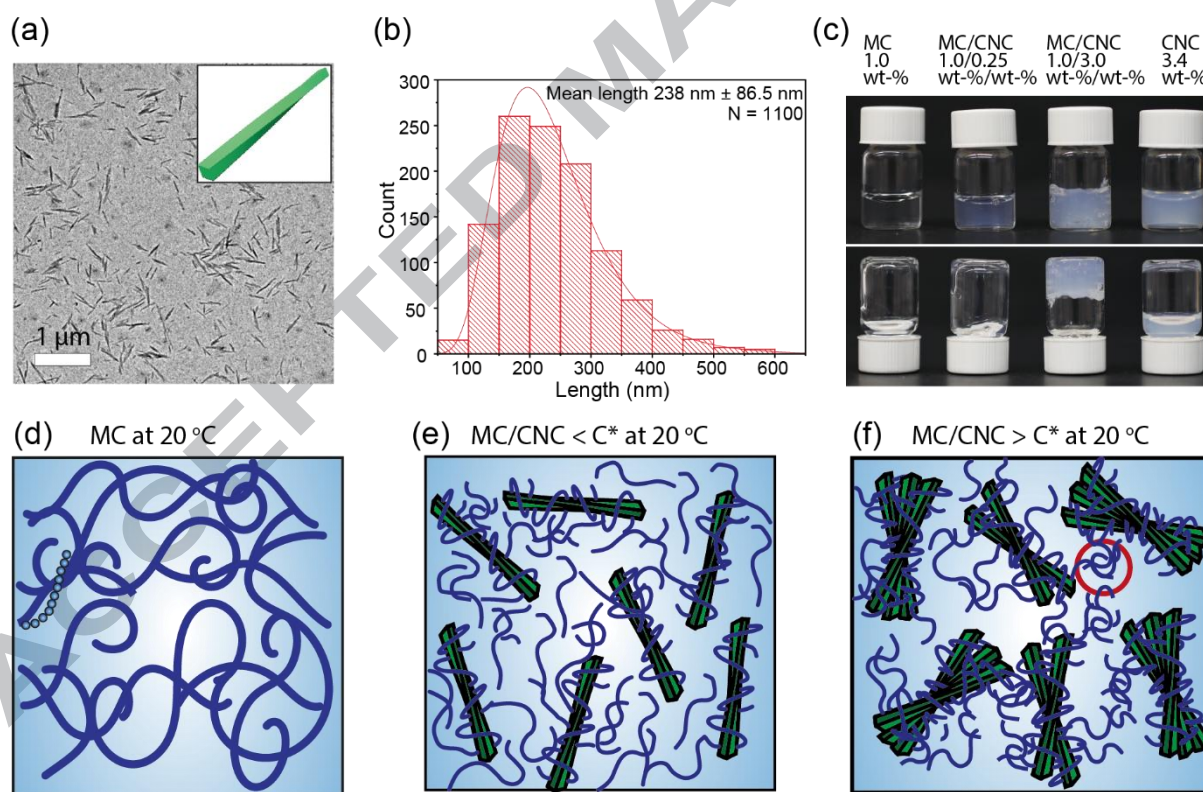 (a)
1 µm
(b)
Mean length 238 nm ± 86.5 nm
N = 1100
Count
300
250
200
150
100
50
0
100 200 300 400 500 600
Length (nm)
(c)
MC
1.0
wt-%
MC/CNC
1.0/0.25
wt-%/wt-%
MC/CNC
1.0/3.0
wt-%/wt-%
CNC
3.4
wt-%
(d) MC at 20 °C
(e) MC/CNC < C* at 20 °C
(f) MC/CNC > C* at 20 °C
ACCEPTED MA